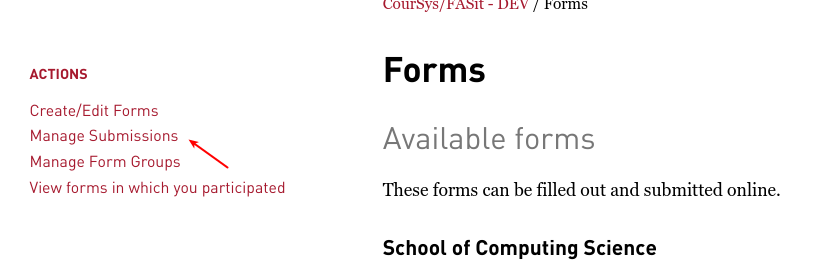 CourSys/FASit - DEV / Forms
ACTIONS
Create/Edit Forms
Manage Submissions
Manage Form Groups
View forms in which you participated
Forms
Available forms
These forms can be filled out and submitted online.
School of Computing Science